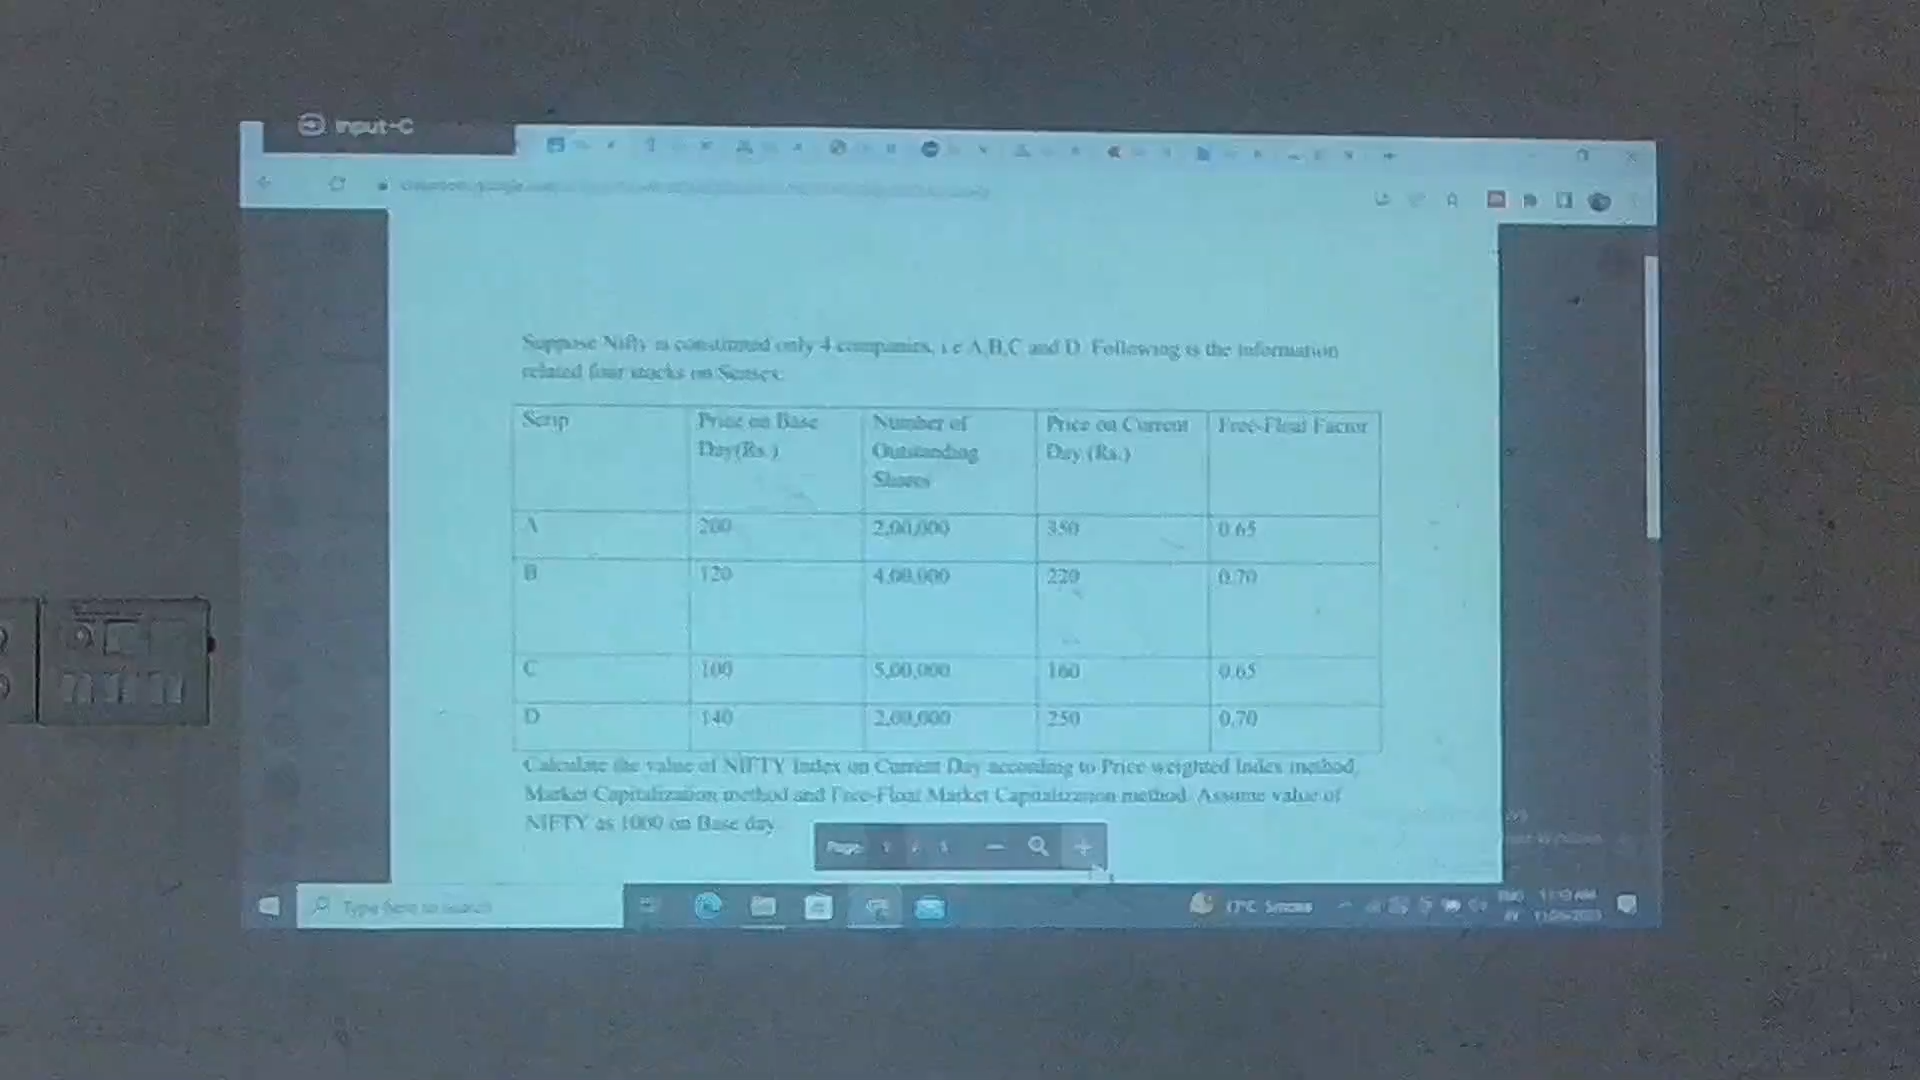 Input-C
Suppose Nifty is constituted only 4 companies, i.e A,B,C and D. Following is the information
related four stocks on Sensex
Scrip Price on Base Day(Rs.) Number of Outstanding Shares Price on Current Day (Rs.) Free-Float Factor
A 200 2,00,000 350 0.65
B 120 4,00,000 220 0.70
C 100 5,00,000 160 0.65
D 140 2,00,000 250 0.70
Calculate the value of NIFTY Index on Current Day according to Price weighted Index method,
Market Capitalization method and Free-Float Market Capitalization method. Assume value of
NIFTY as 1000 on Base day
Page
Type here to search
17°C Smoke